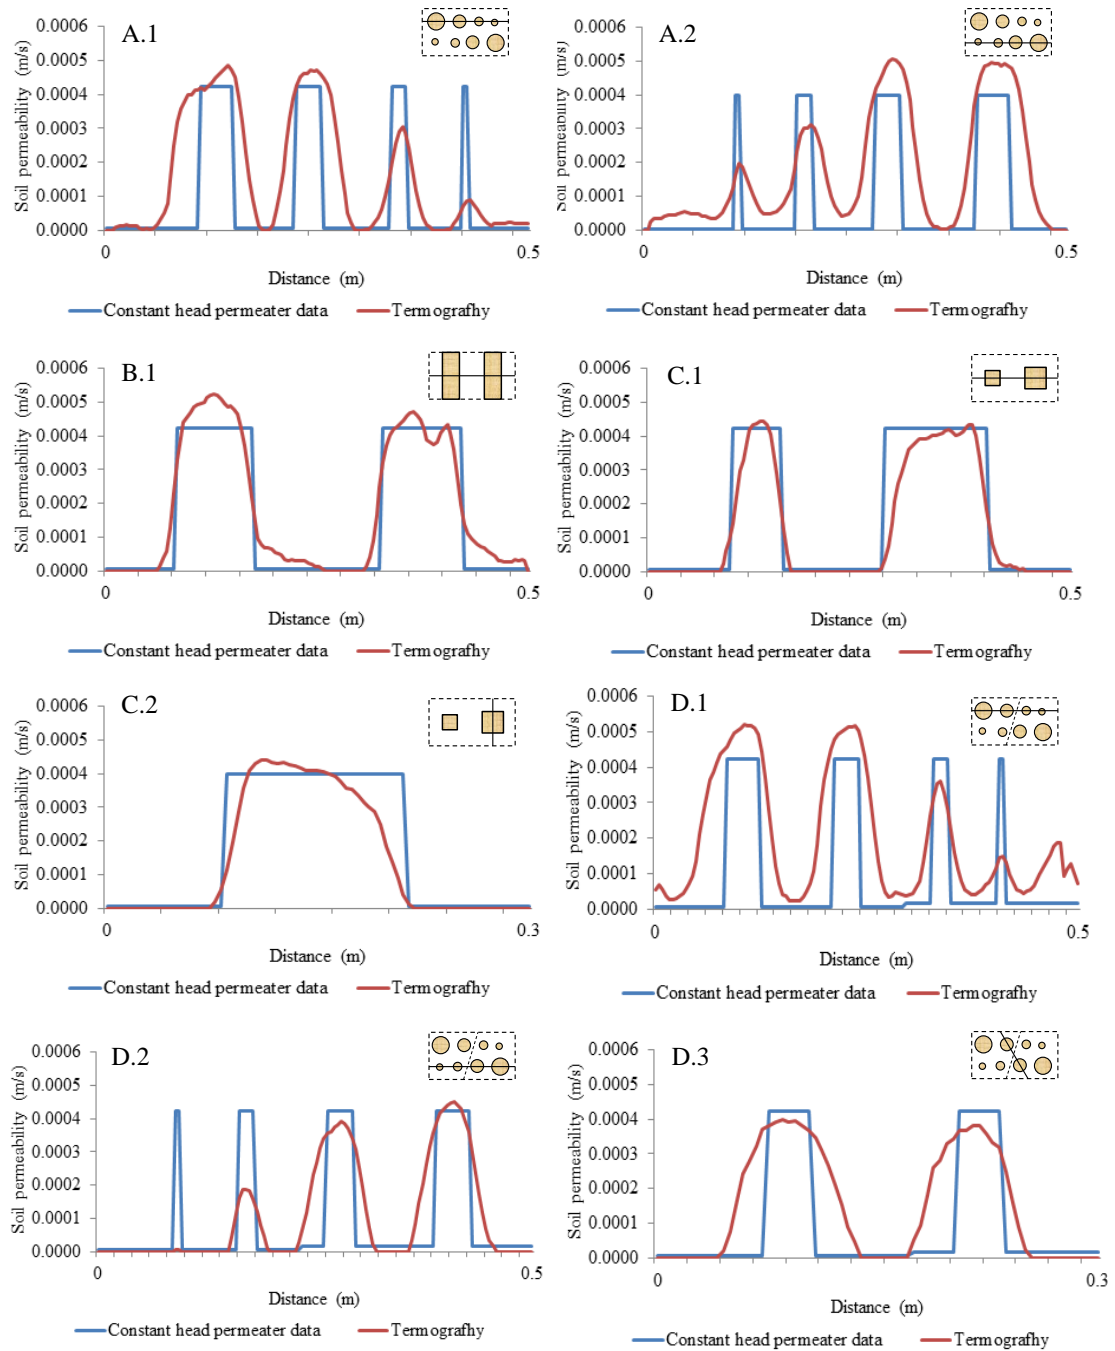 A.1
Soil permeability (m/s)
0.0006
0.0005
0.0004
0.0003
0.0002
0.0001
0.0000
0
0.5
Distance (m)
Constant head permeater data
Termografhy
A.2
Soil permeability (m/s)
0.0006
0.0005
0.0004
0.0003
0.0002
0.0001
0.0000
0
0.5
Distance (m)
Constant head permeater data
Termografhy
B.1
Soil permeability (m/s)
0.0006
0.0005
0.0004
0.0003
0.0002
0.0001
0.0000
0
0.5
Distance (m)
Constant head permeater data
Termografhy
C.1
Soil permeability (m/s)
0.0006
0.0005
0.0004
0.0003
0.0002
0.0001
0.0000
0
0.5
Distance (m)
Constant head permeater data
Termografhy
C.2
Soil permeability (m/s)
0.0006
0.0005
0.0004
0.0003
0.0002
0.0001
0.0000
0
0.3
Distance (m)
Constant head permeater data
Termografhy
D.1
Soil permeability (m/s)
0.0006
0.0005
0.0004
0.0003
0.0002
0.0001
0.0000
0
0.5
Distance (m)
Constant head permeater data
Termografhy
D.2
Soil permeability (m/s)
0.0006
0.0005
0.0004
0.0003
0.0002
0.0001
0.0000
0
0.5
Distance (m)
Constant head permeater data
Termografhy
D.3
Soil permeability (m/s)
0.0006
0.0005
0.0004
0.0003
0.0002
0.0001
0.0000
0
0.3
Distance (m)
Constant head permeater data
Termografhy